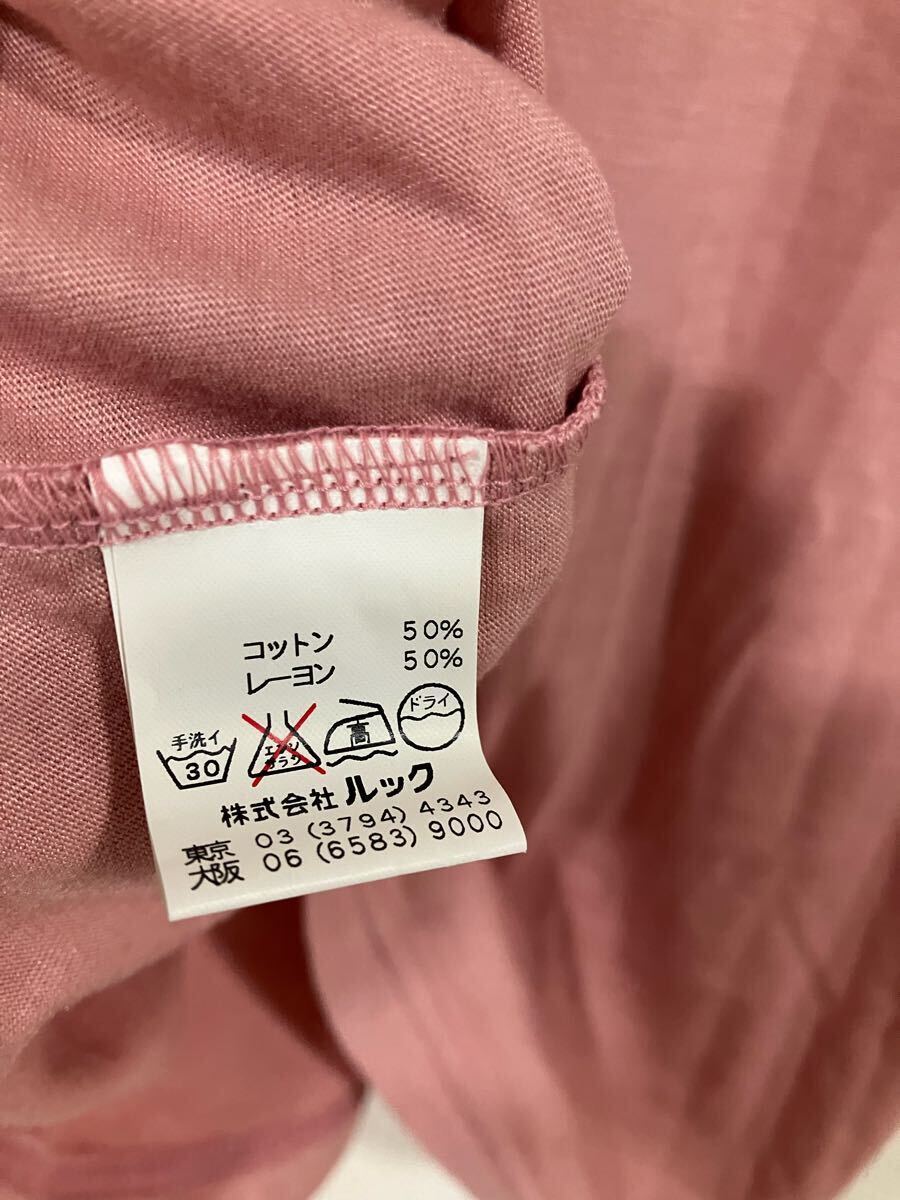 コットン 50%
レーヨン 50%
手洗イ 30
エンソ サラシ
高
ドライ
株式会社 ルック
東京 03 (3794) 4343
大阪 06 (6583) 9000